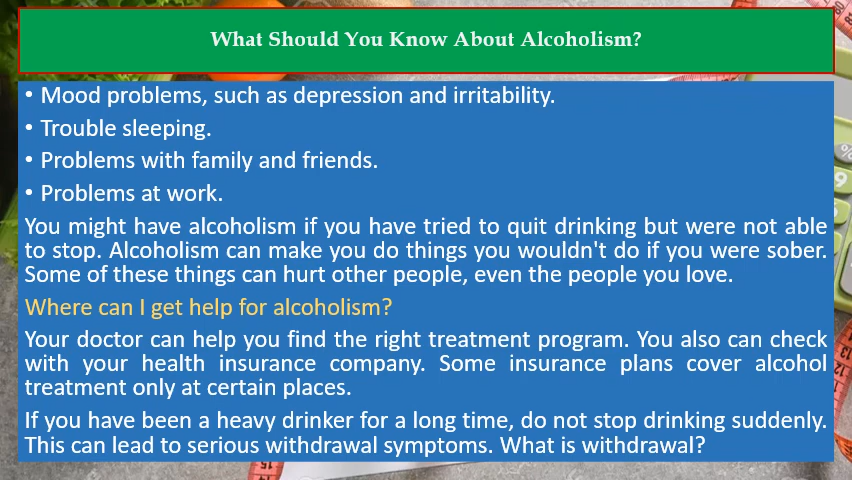 What Should You Know About Alcoholism?
• Mood problems, such as depression and irritability.
• Trouble sleeping.
• Problems with family and friends.
• Problems at work.
You might have alcoholism if you have tried to quit drinking but were not able
to stop. Alcoholism can make you do things you wouldn't do if you were sober.
Some of these things can hurt other people, even the people you love.
Where can I get help for alcoholism?
Your doctor can help you find the right treatment program. You also can check
with your health insurance company. Some insurance plans cover alcohol
treatment only at certain places.
If you have been a heavy drinker for a long time, do not stop drinking suddenly.
This can lead to serious withdrawal symptoms. What is withdrawal?